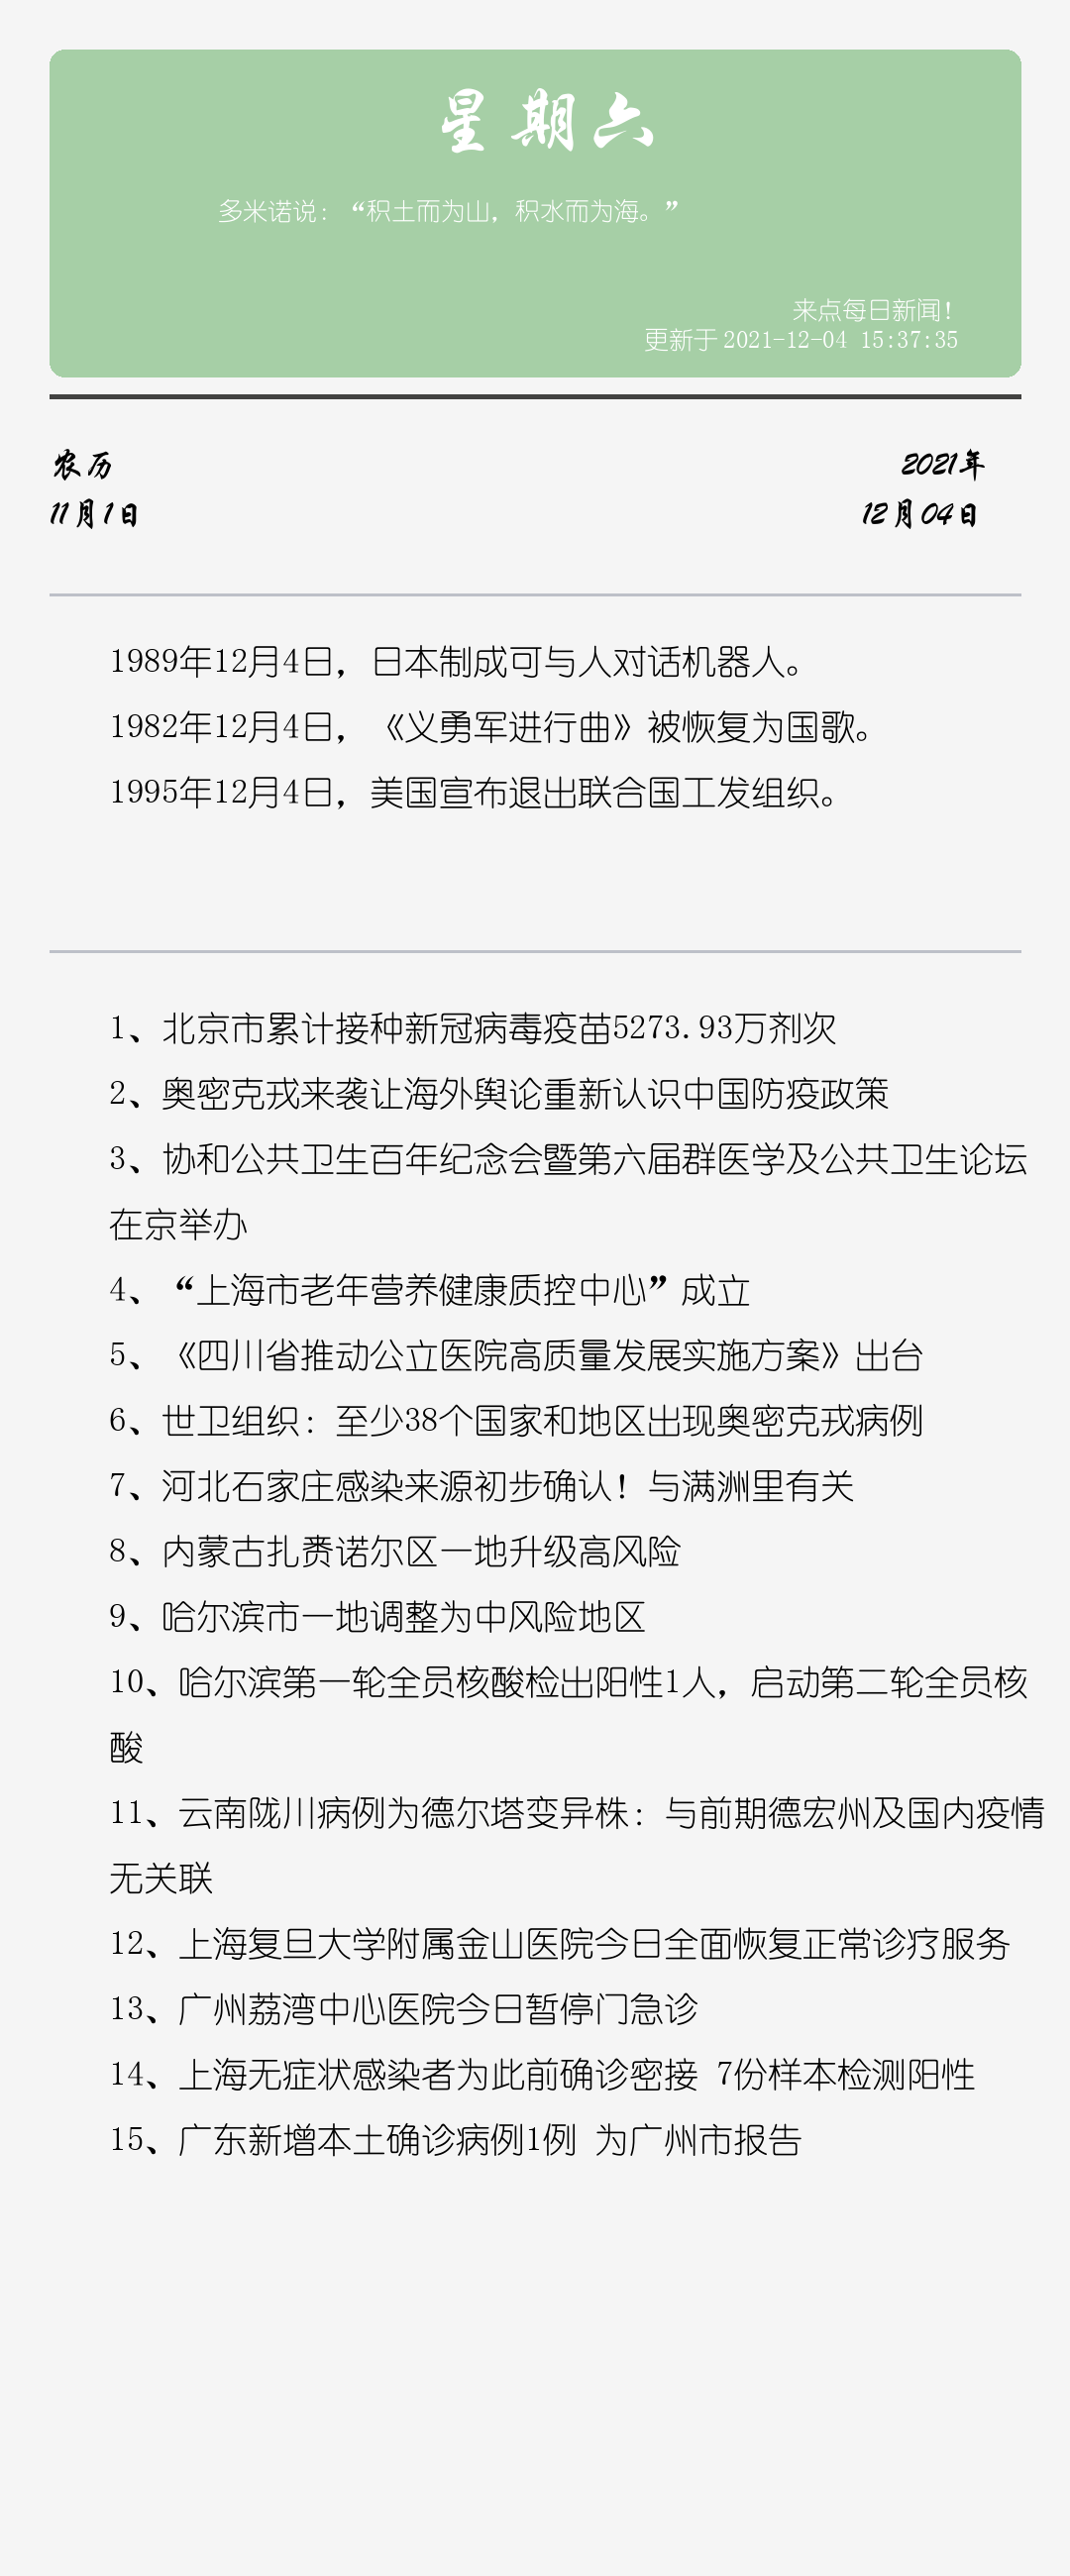 星期六
多米诺说：“积土而为山，积水而为海。”
来点每日新闻！
更新于 2021-12-04 15:37:35
农历
2021年
11月1日
12月04日
1989年12月4日，日本制成可与人对话机器人。
1982年12月4日，《义勇军进行曲》被恢复为国歌。
1995年12月4日，美国宣布退出联合国工发组织。
1、北京市累计接种新冠病毒疫苗5273.93万剂次
2、奥密克戎来袭让海外舆论重新认识中国防疫政策
3、协和公共卫生百年纪念会暨第六届群医学及公共卫生论坛
在京举办
4、“上海市老年营养健康质控中心”成立
5、《四川省推动公立医院高质量发展实施方案》出台
6、世卫组织：至少38个国家和地区出现奥密克戎病例
7、河北石家庄感染来源初步确认！与满洲里有关
8、内蒙古扎赉诺尔区一地升级高风险
9、哈尔滨市一地调整为中风险地区
10、哈尔滨第一轮全员核酸检出阳性1人，启动第二轮全员核
酸
11、云南陇川病例为德尔塔变异株：与前期德宏州及国内疫情
无关联
12、上海复旦大学附属金山医院今日全面恢复正常诊疗服务
13、广州荔湾中心医院今日暂停门急诊
14、上海无症状感染者为此前确诊密接 7份样本检测阳性
15、广东新增本土确诊病例1例 为广州市报告